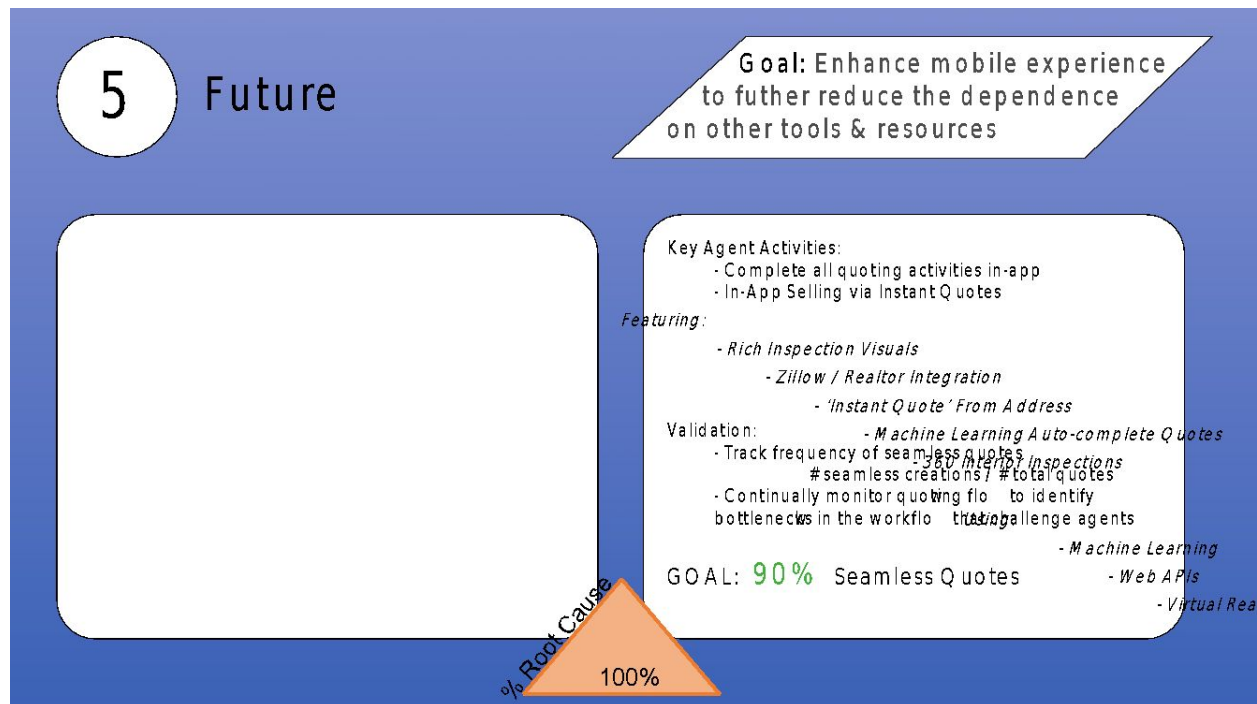 5
Future
Goal: Enhance mobile experience
to futher reduce the dependence
on other tools & resources
Key Agent Activities:
- Complete all quoting activities in-app
- In-App Selling via Instant Quotes
Featuring:
- Rich Inspection Visuals
- Zillow / Realtor Integration
- 'Instant Quote' From Address
- Machine Learning Auto-complete Quotes
- 360 Interior Inspections
Using
- Machine Learning
- Web APIs
- Virtual Rea
Validation:
- Track frequency of seamless quotes
# seamless creations / # total quotes
- Continually monitor quoting flow to identify
bottlenecks in the workflow that challenge agents
GOAL: 90% Seamless Quotes
% Root Cause
100%